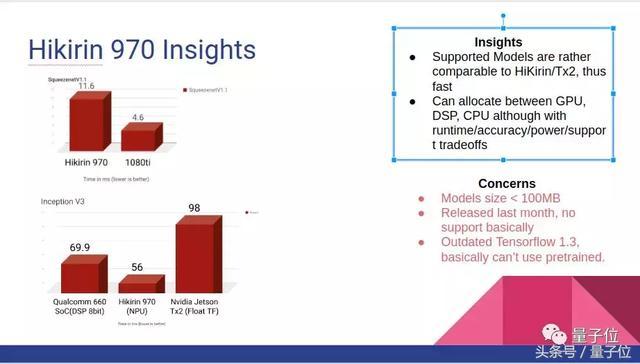 Hikirin 970 Insights
SqueezenetV1.1
11.6
4.6
SqueezenetV1.1
Hikirin 970
1080ti
Time in ms (lower is better)
Inception V3
98
69.9
56
Qualcomm 660
SoC(DSP 8bit)
Hikirin 970
(NPU)
Nvidia Jetson
Tx2 (Float TF)
Time in ms (lower is better)
Insights
● Supported Models are rather
comparable to HiKirin/Tx2, thus
fast
● Can allocate between GPU,
DSP, CPU although with
runtime/accuracy/power/suppor
t tradeoffs
Concerns
● Models size < 100MB
● Released last month, no
support basically
● Outdated Tensorflow 1.3,
basically can't use pretrained.
量子位
头条号 / 量子位